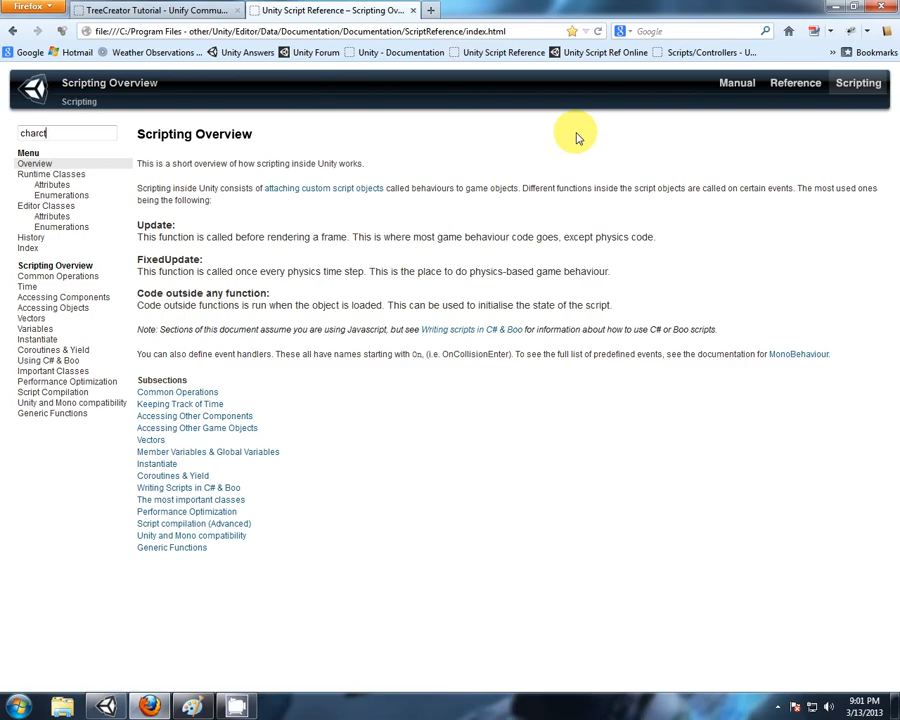 Firefox
TreeCreator Tutorial - Unify Commu...
Unity Script Reference – Scripting Ov...
file:///C:/Program Files - other/Unity/Editor/Data/Documentation/Documentation/ScriptReference/index.html
Google
Google
Hotmail
Weather Observations ...
Unity Answers
Unity Forum
Unity - Documentation
Unity Script Reference
Unity Script Ref Online
Scripts/Controllers - U...
Bookmarks
Scripting Overview
Scripting
Manual
Reference
Scripting
charct
Menu
Overview
Runtime Classes
Attributes
Enumerations
Editor Classes
Attributes
Enumerations
History
Index
Scripting Overview
Common Operations
Time
Accessing Components
Accessing Objects
Vectors
Variables
Instantiate
Coroutines & Yield
Using C# & Boo
Important Classes
Performance Optimization
Script Compilation
Unity and Mono compatibility
Generic Functions
Scripting Overview
This is a short overview of how scripting inside Unity works.
Scripting inside Unity consists of attaching custom script objects called behaviours to game objects. Different functions inside the script objects are called on certain events. The most used ones
being the following:
Update:
This function is called before rendering a frame. This is where most game behaviour code goes, except physics code.
FixedUpdate:
This function is called once every physics time step. This is the place to do physics-based game behaviour.
Code outside any function:
Code outside functions is run when the object is loaded. This can be used to initialise the state of the script.
Note: Sections of this document assume you are using Javascript, but see Writing scripts in C# & Boo for information about how to use C# or Boo scripts.
You can also define event handlers. These all have names starting with On, (i.e. OnCollisionEnter). To see the full list of predefined events, see the documentation for MonoBehaviour.
Subsections
Common Operations
Keeping Track of Time
Accessing Other Components
Accessing Other Game Objects
Vectors
Member Variables & Global Variables
Instantiate
Coroutines & Yield
Writing Scripts in C# & Boo
The most important classes
Performance Optimization
Script compilation (Advanced)
Unity and Mono compatibility
Generic Functions
9:01 PM
3/13/2013